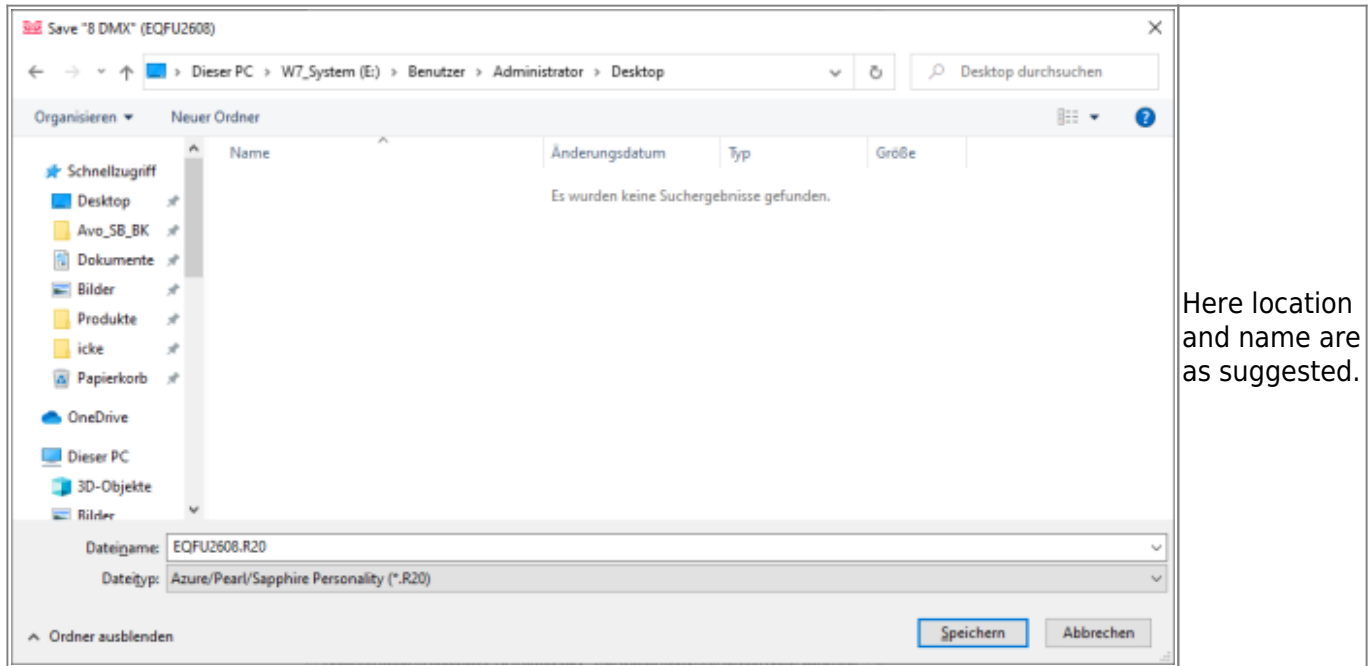 Save "8 DMX" (EQFU2608)
Dieser PC > W7_System (E:) > Benutzer > Administrator > Desktop
Desktop durchsuchen
Organisieren Neuer Ordner
Name Änderungsdatum Typ Größe
Es wurden keine Suchergebnisse gefunden.
Schnellzugriff
Desktop
Avo_SB_BK
Dokumente
Bilder
Produkte
icke
Papierkorb
OneDrive
Dieser PC
3D-Objekte
Bilder
Dateiname: EQFU2608.R20
Dateityp: Azure/Pearl/Sapphire Personality (*.R20)
Ordner ausblenden
Speichern Abbrechen
Here location
and name are
as suggested.